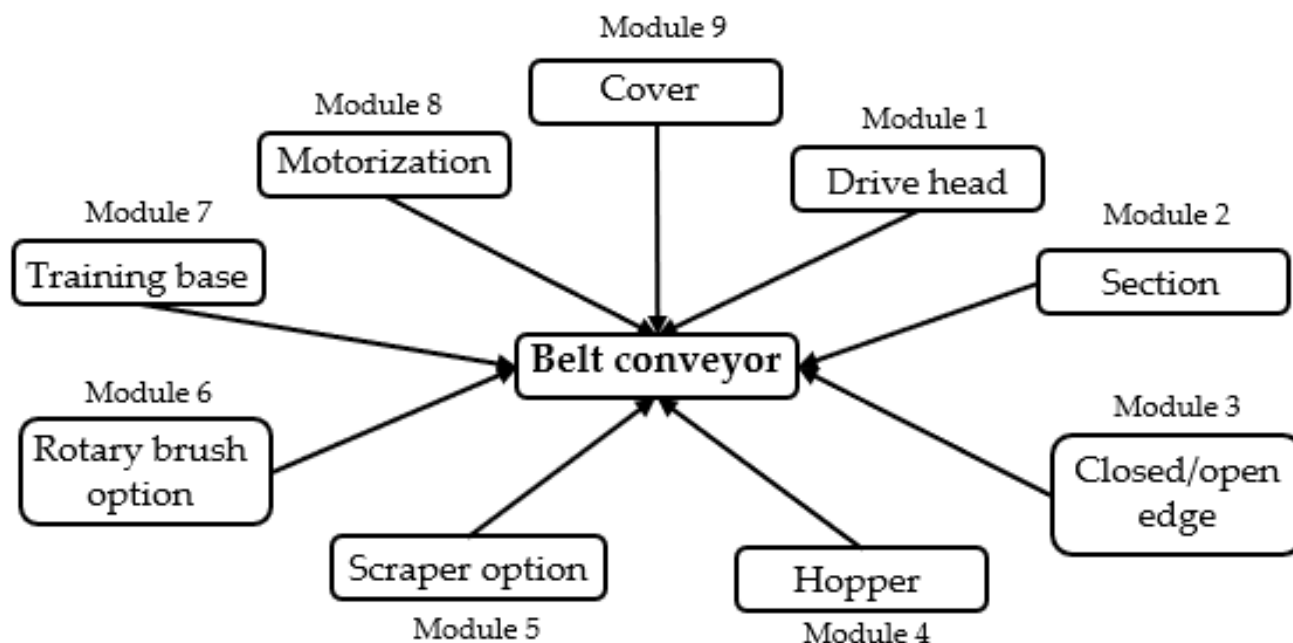 Module 9
Cover
Module 8
Motorization
Module 1
Drive head
Module 7
Training base
Module 2
Section
Belt conveyor
Module 6
Rotary brush
option
Module 3
Closed/open
edge
Scraper option
Module 5
Hopper
Module 4